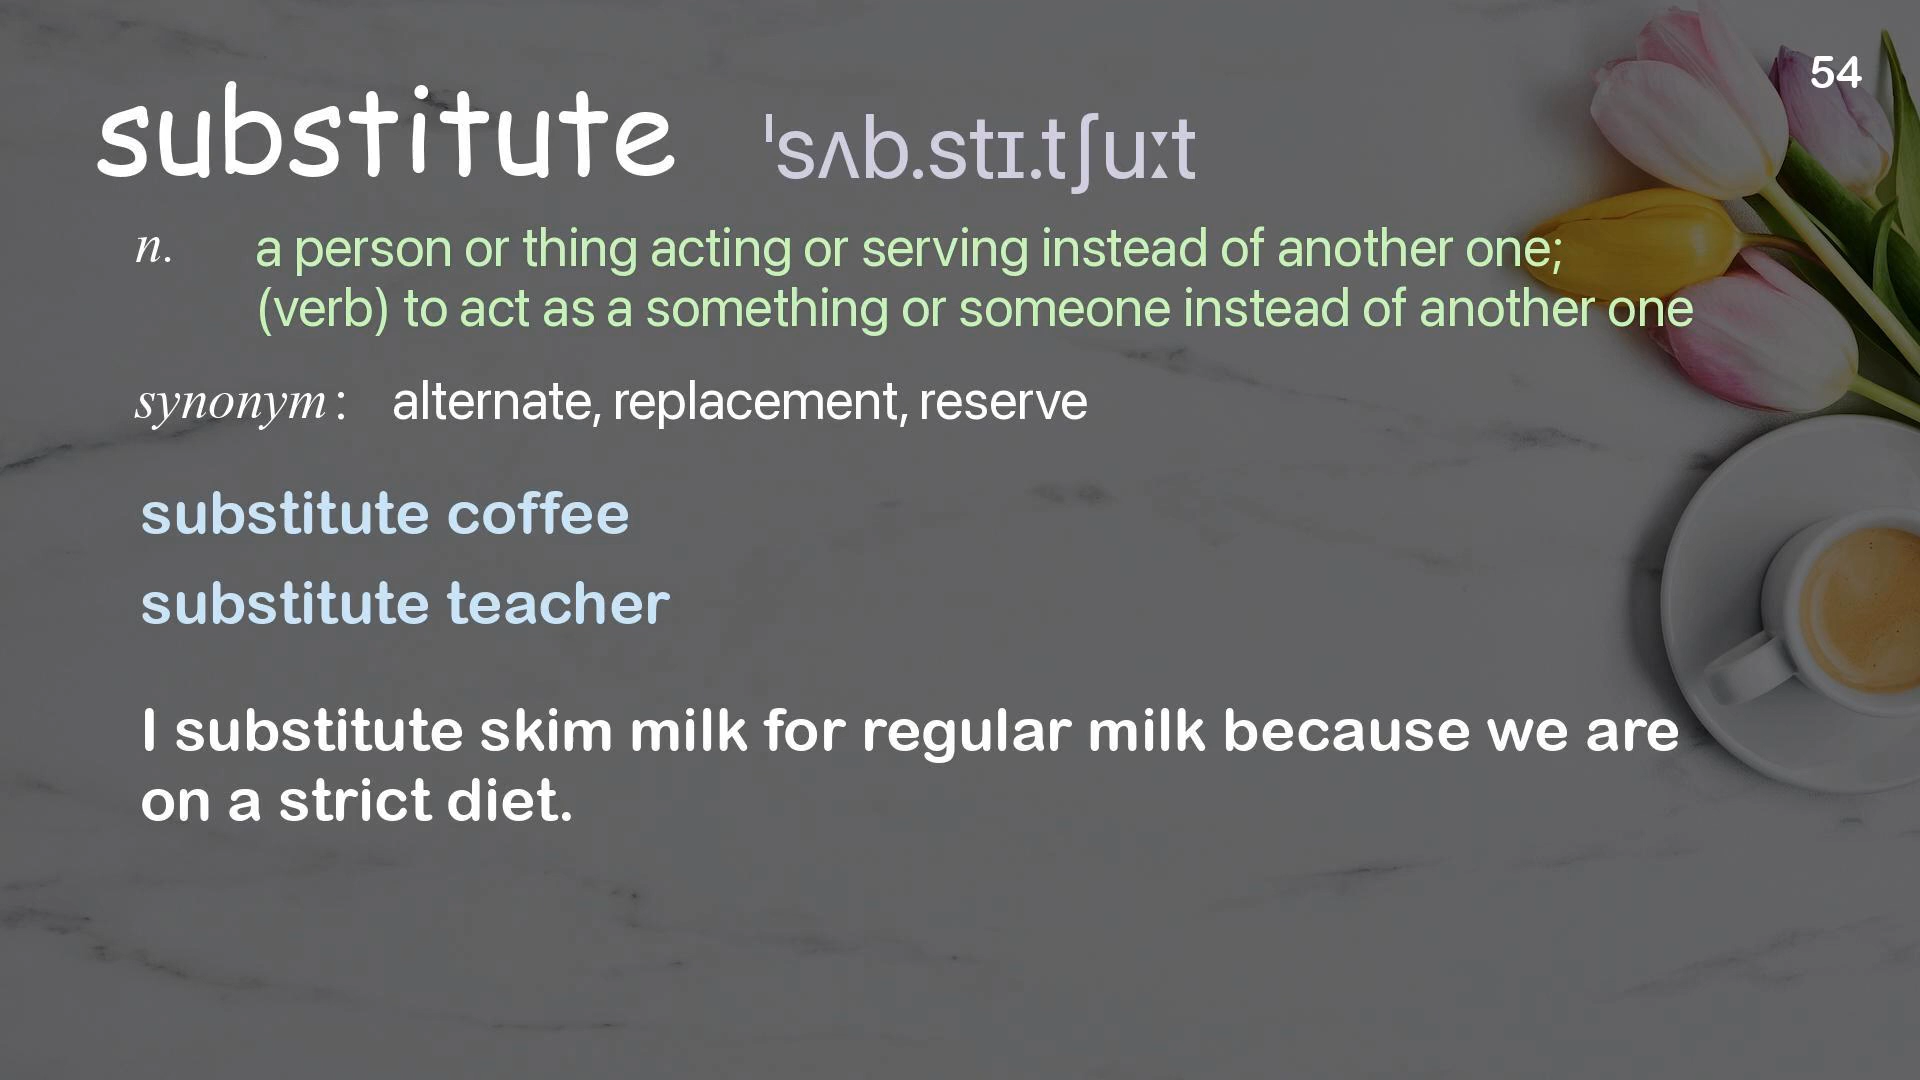 54
substitute ˈsʌb.stɪ.tʃuːt
n. a person or thing acting or serving instead of another one;
(verb) to act as a something or someone instead of another one
synonym : alternate, replacement, reserve
substitute coffee
substitute teacher
I substitute skim milk for regular milk because we are
on a strict diet.